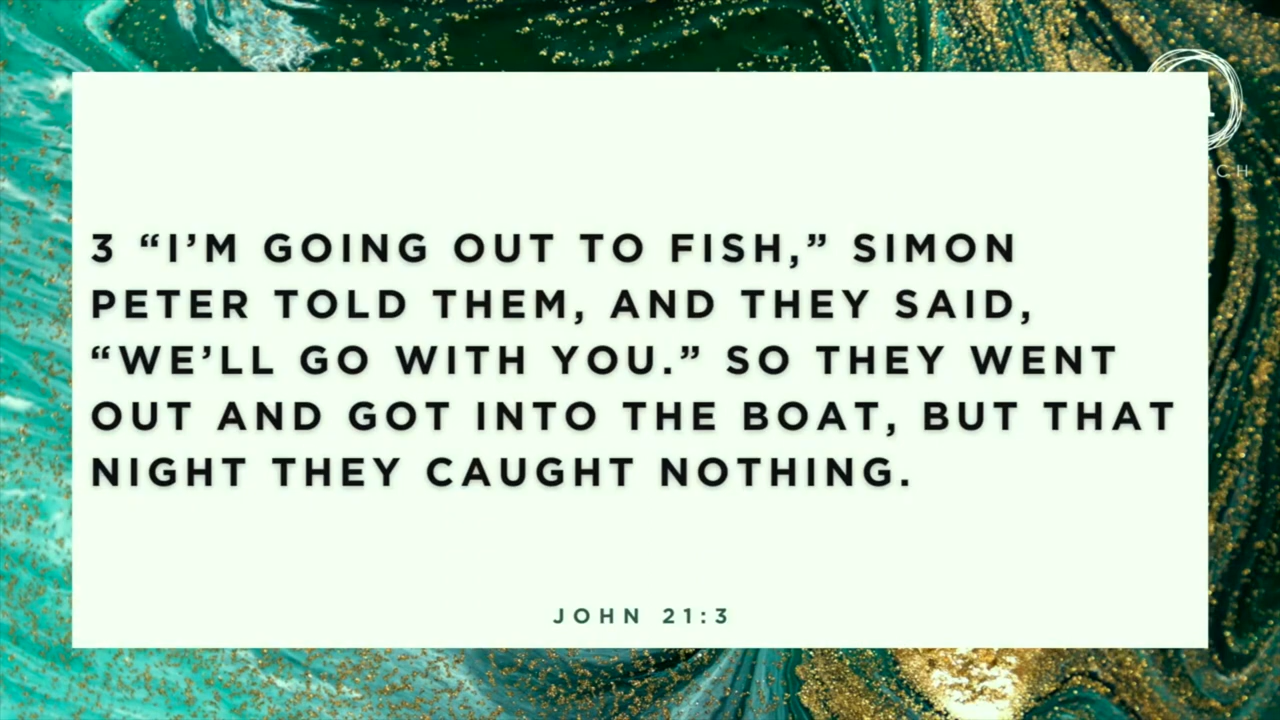 3 “I’M GOING OUT TO FISH,” SIMON
PETER TOLD THEM, AND THEY SAID,
“WE’LL GO WITH YOU.” SO THEY WENT
OUT AND GOT INTO THE BOAT, BUT THAT
NIGHT THEY CAUGHT NOTHING.
JOHN 21:3